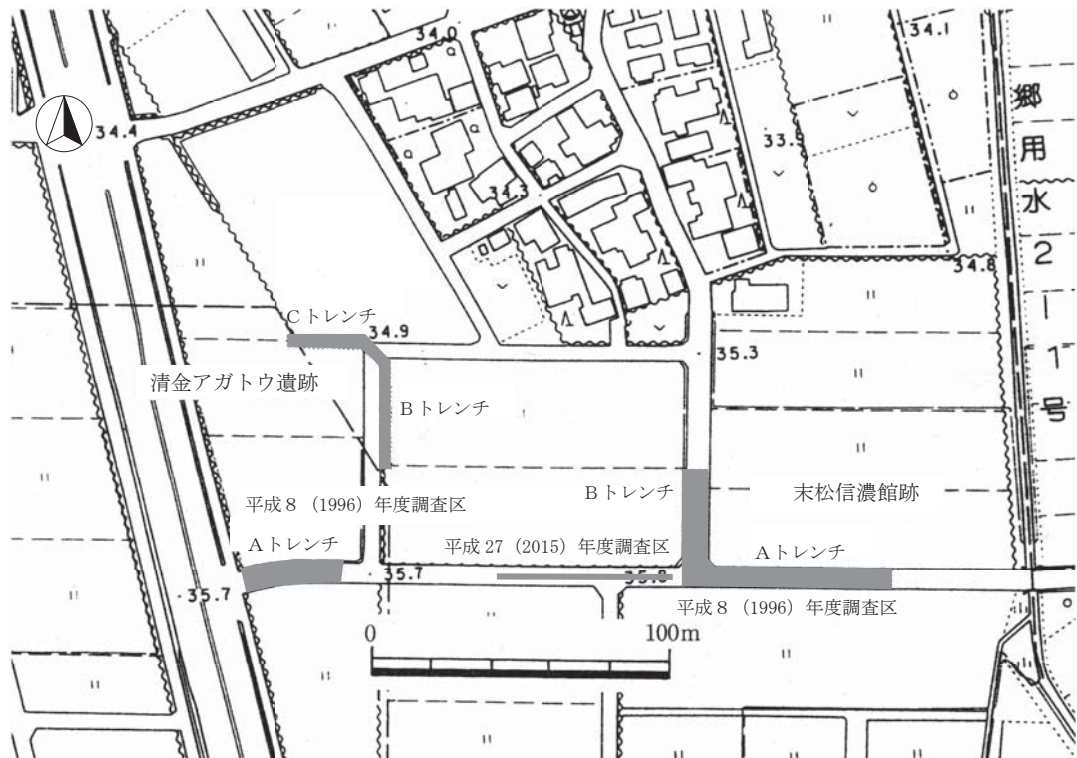 34.0
34.1
34.4
33.
34.3
34.8
郷用水2―1号
Cトレンチ
34.9
35.3
清金アガトウ遺跡
Bトレンチ
Bトレンチ
末松信濃館跡
平成8（1996）年度調査区
Aトレンチ
平成27（2015）年度調査区
Aトレンチ
35.7
35.7
平成8（1996）年度調査区
0
100m